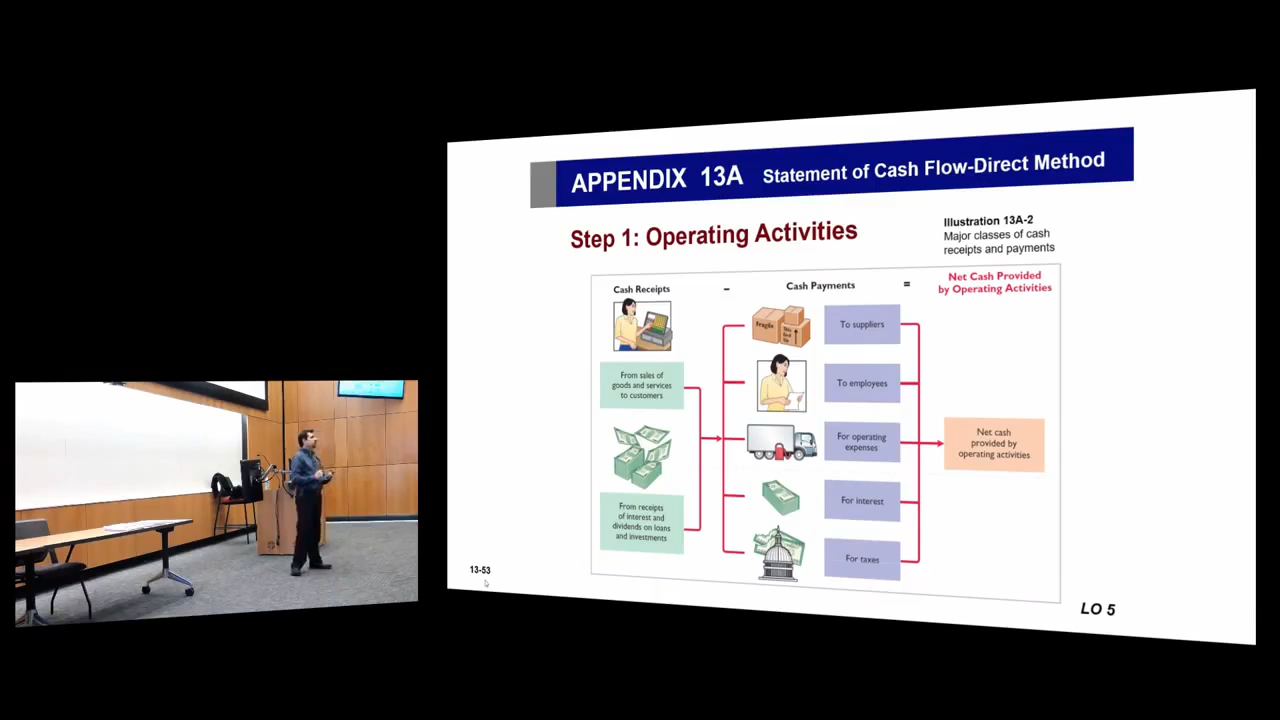 APPENDIX 13A Statement of Cash Flow-Direct Method
Step 1: Operating Activities
Illustration 13A-2
Major classes of cash
receipts and payments
Cash Receipts
–
Cash Payments
=
Net Cash Provided
by Operating Activities
From sales of
goods and services
to customers
From receipts
of interest and
dividends on loans
and investments
Fragile
To suppliers
To employees
For operating
expenses
For interest
For taxes
Net cash
provided by
operating activities
13-53
LO 5